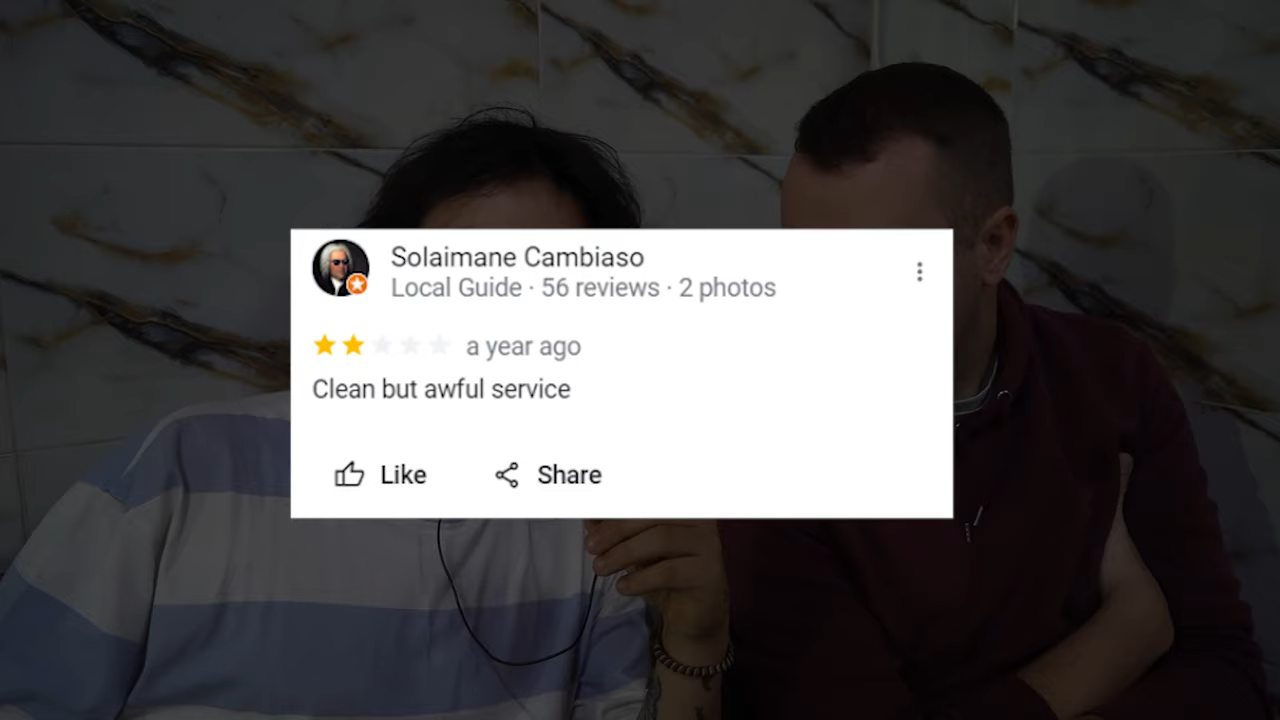 Solaimane Cambiaso
Local Guide · 56 reviews · 2 photos
a year ago
Clean but awful service
Like
Share